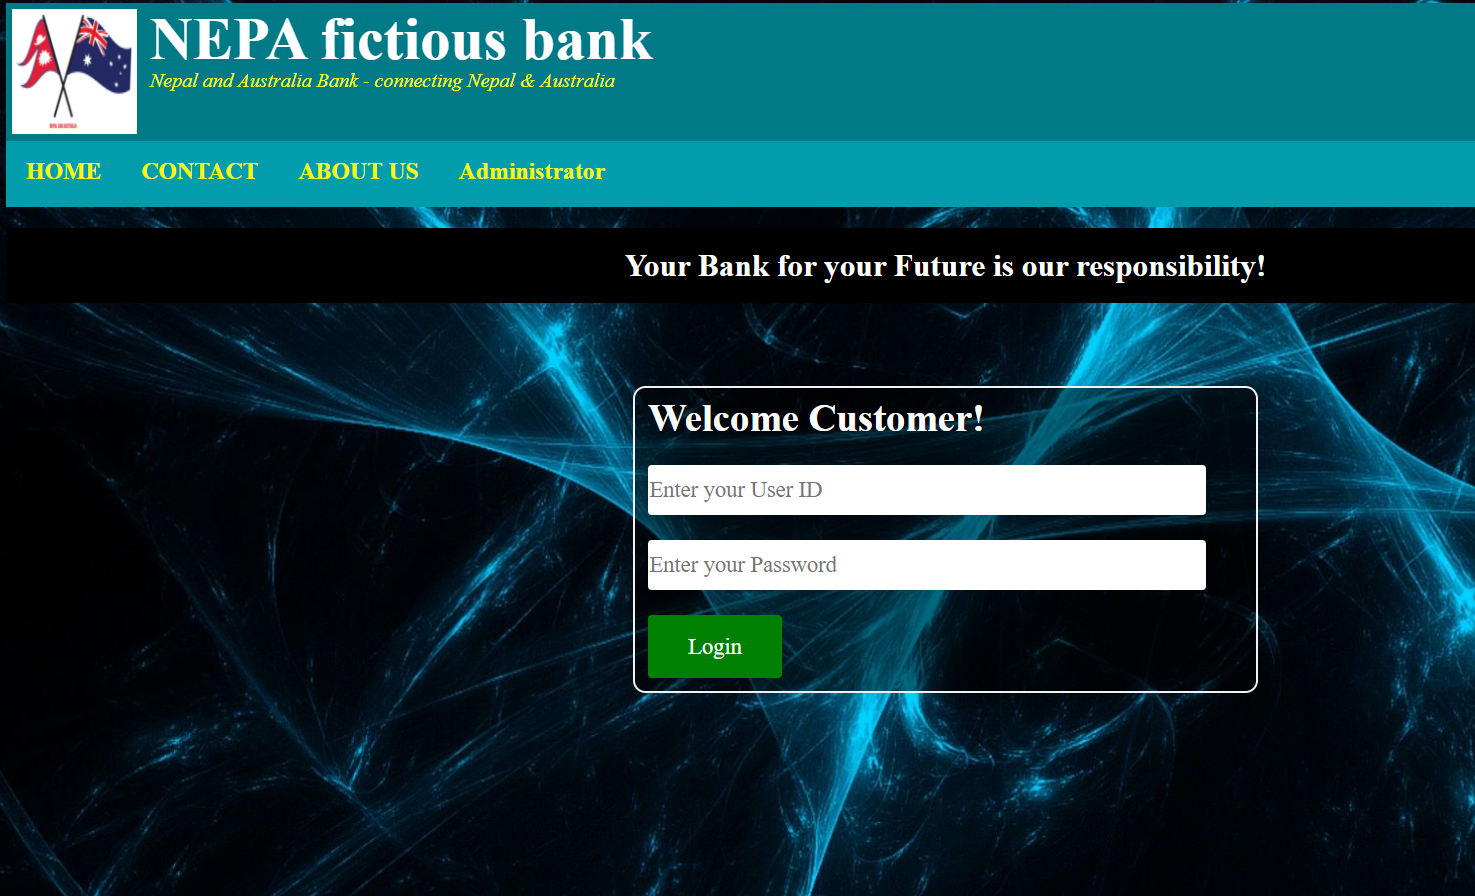 NEPA fictious bank
Nepal and Australia Bank - connecting Nepal & Australia
HOME CONTACT ABOUT US Administrator
Your Bank for your Future is our responsibility!
Welcome Customer!
Enter your User ID
Enter your Password
Login